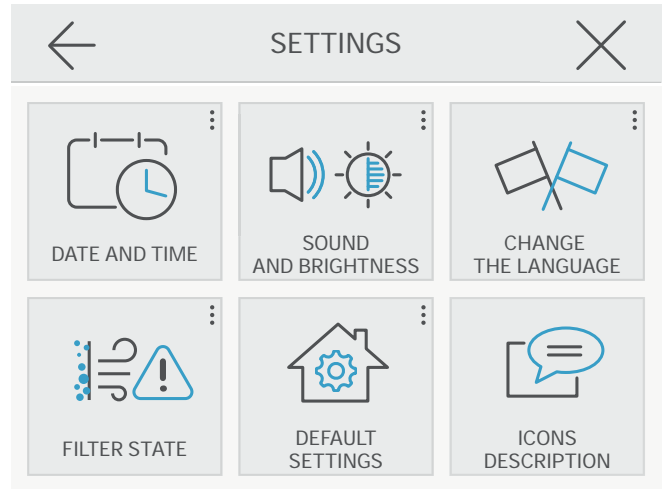 SETTINGS
DATE AND TIME
SOUND
AND BRIGHTNESS
CHANGE
THE LANGUAGE
FILTER STATE
DEFAULT
SETTINGS
ICONS
DESCRIPTION